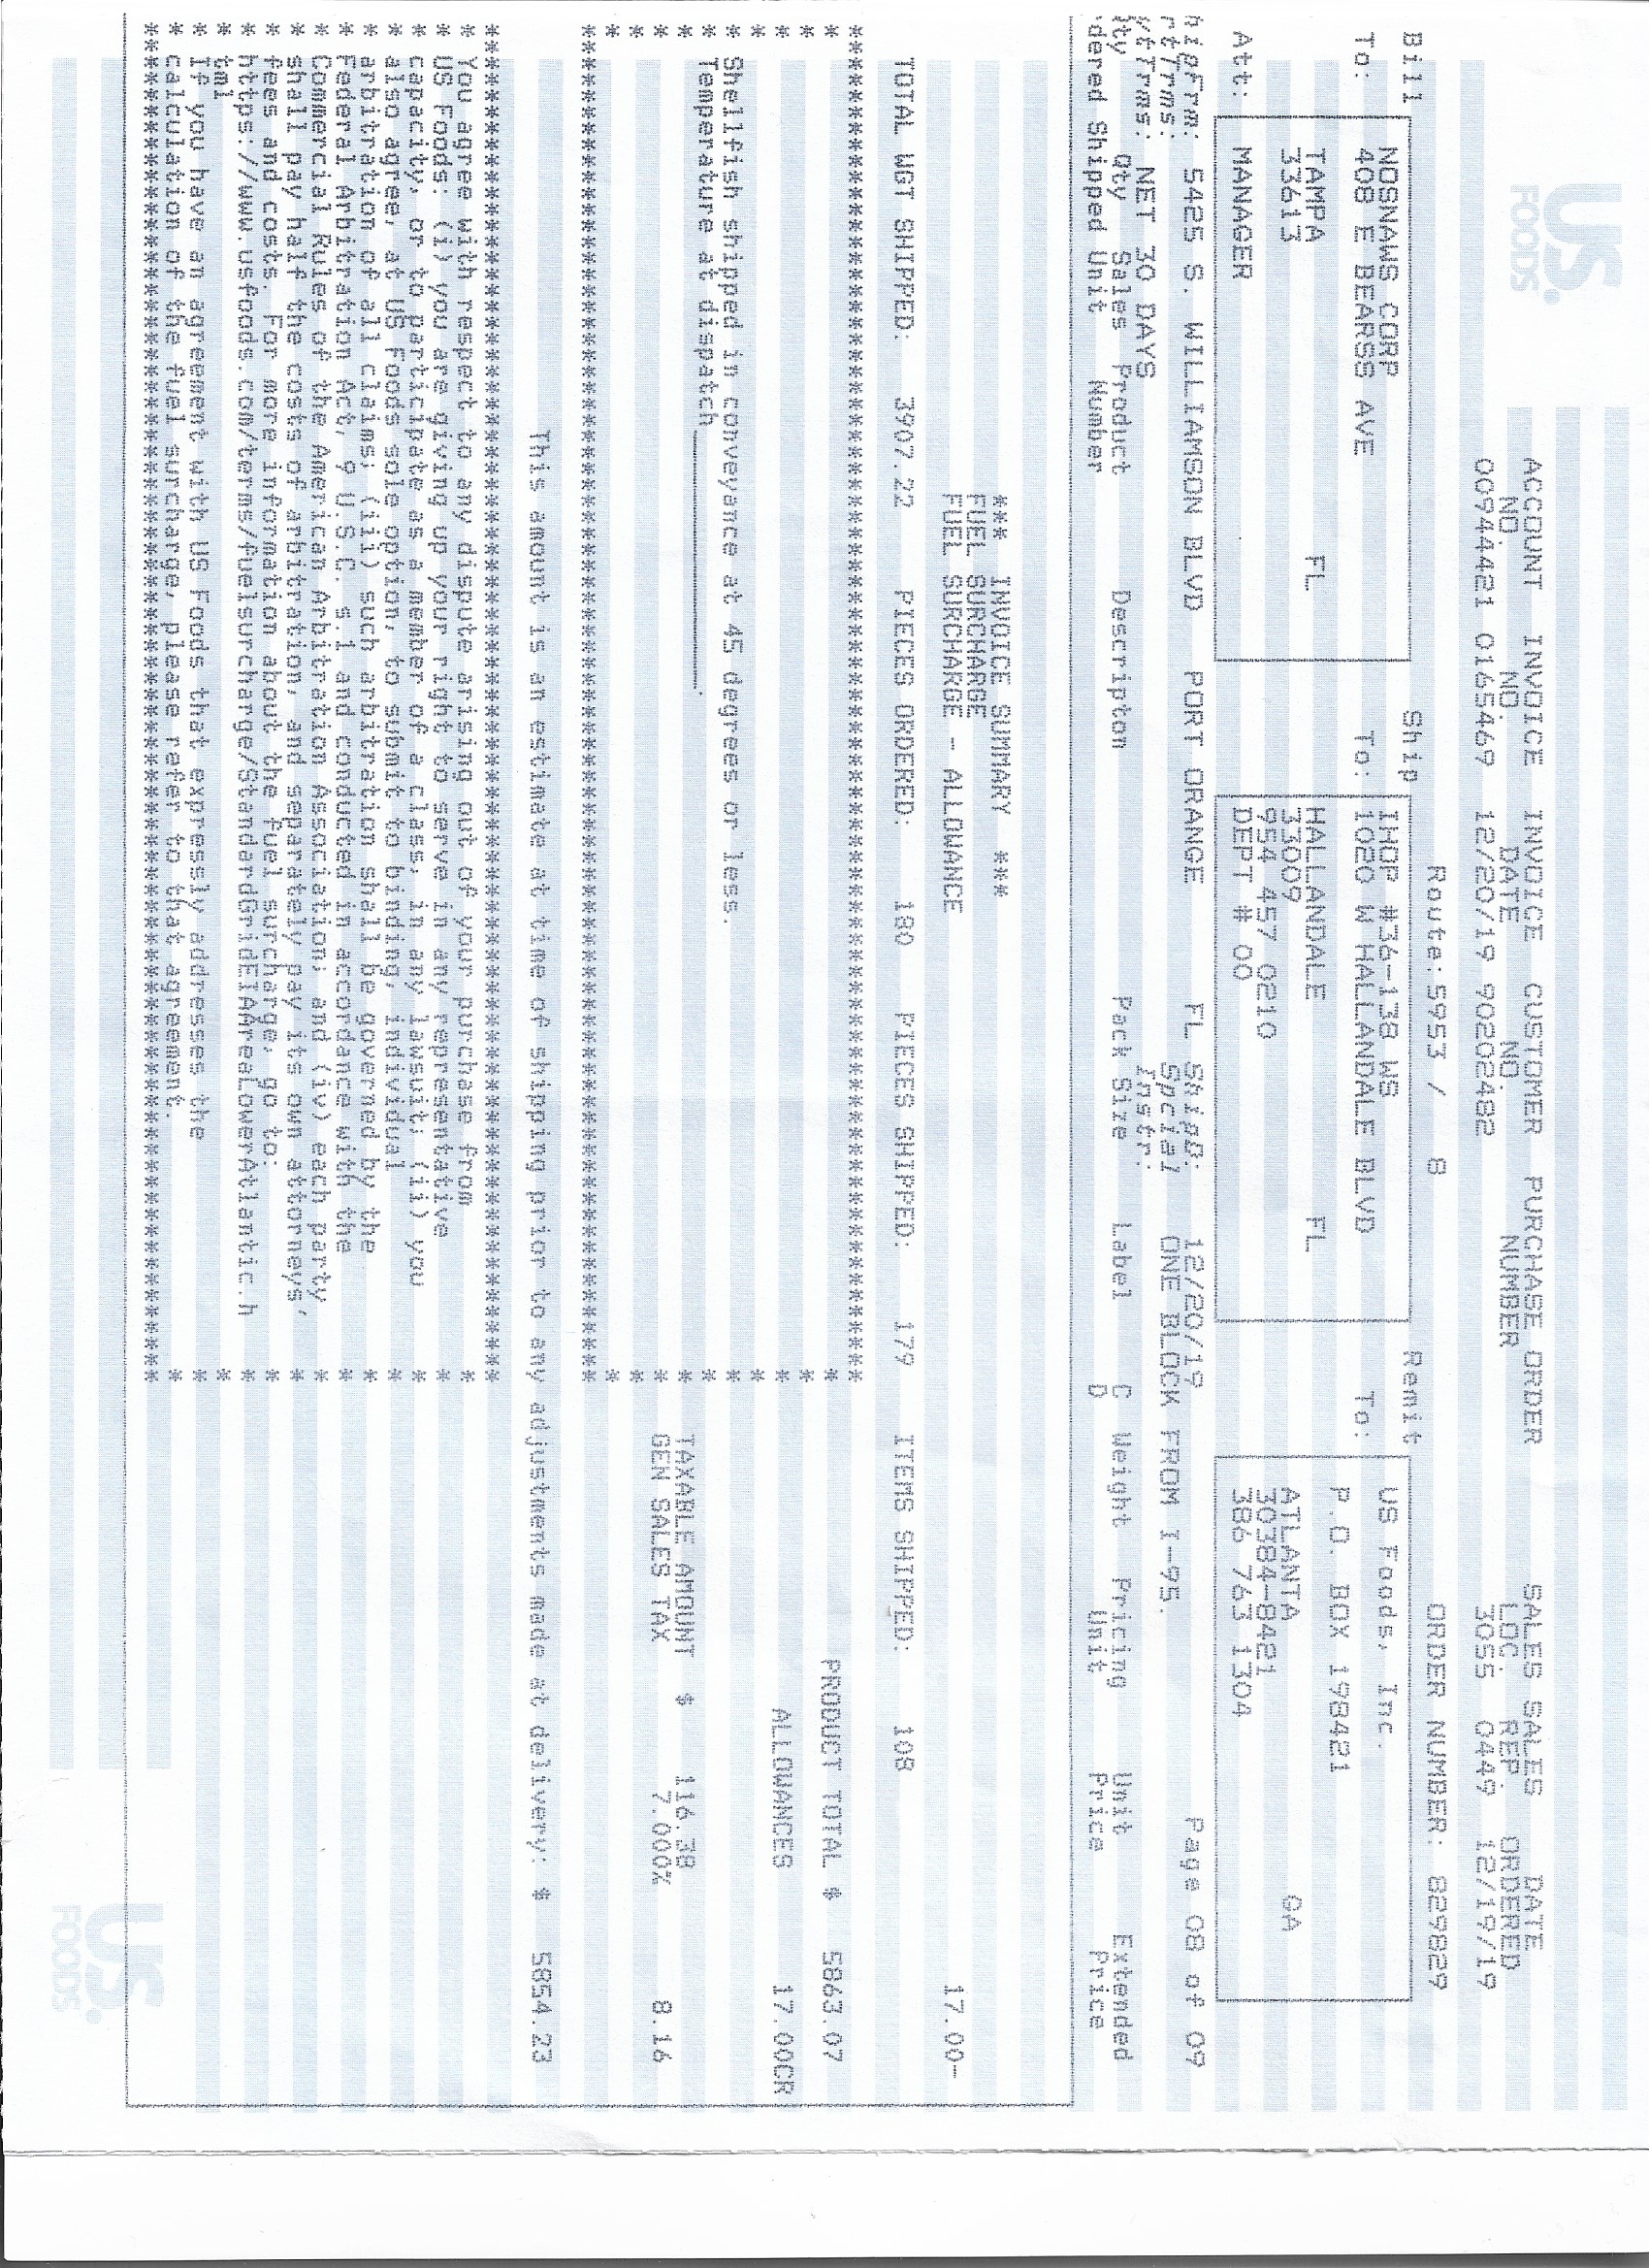 US.
FOODS
ACCOUNT INVOICE INVOICE CUSTOMER PURCHASE ORDER SALES SALES DATE
NO. NO. DATE NO. NUMBER LOC. REP. ORDERED
00944421 0165469 12/20/19 90202482 3055 0449 12/19/19
Route:5953 / 8 ORDER NUMBER: 829829
Bill Ship Remit
NOSNAWS CORP IHOP #36-138 WS US Foods, Inc.
To: 408 E BEARSS AVE To: 1020 W HALLANDALE BLVD To:
P.O. BOX 198421
TAMPA FL HALLANDALE FL
33613 33009 ATLANTA GA
954 457 0210 30384-8421
Att: MANAGER DEPT # 00 386 763 1304
hipFrm: 5425 S. WILLIAMSON BLVD PORT ORANGE FL Shipp: 12/20/19 Page 08 of 09
rtFrms: Spcial ONE BLOCK FROM I-95.
k/tTrms: NET 30 DAYS Instr:
Qty Qty Sales Product Descripton Pack Size Label C Weight Pricing Unit Extended
dered Shipped Unit Number D Unit Price Price
*** INVOICE SUMMARY ***
FUEL SURCHARGE
FUEL SURCHARGE - ALLOWANCE 17.00-
TOTAL WGT SHIPPED: 3907.22 PIECES ORDERED: 180 PIECES SHIPPED: 179 ITEMS SHIPPED: 108
PRODUCT TOTAL $ 5863.07
ALLOWANCES 17.00CR
Shellfish shipped in conveyance at 45 degrees or less.
Temperature at dispatch____________________.
TAXABLE AMOUNT $ 116.38
GEN SALES TAX 7.000% 8.16
This amount is an estimate at time of shipping prior to any adjustments made at delivery: $ 5854.23
* You agree with respect to any dispute arising out of your purchase from *
* US Foods: (i) you are giving up your right to serve in any representative *
* capacity, or to participate as a member of a class, in any lawsuit; (ii) you *
* also agree, at US Foods sole option, to submit to binding, individual *
* arbitration of all claims; (iii) such arbitration shall be governed by the *
* Federal Arbitration Act, 9 U.S.C. s.1 and conducted in accordance with the *
* Commercial Rules of the American Arbitration Association; and (iv) each party *
* shall pay half the costs of arbitration, and separately pay its own attorneys' *
* fees and costs. For more information about the fuel surcharge, go to: *
* https://www.usfoods.com/terms/fuelsurcharge/StandardGridEIAAreaLowerAtlantic.h *
* tml *
* If you have an agreement with US Foods that expressly addresses the *
* calculation of the fuel surcharge, please refer to that agreement. *
US.
FOODS